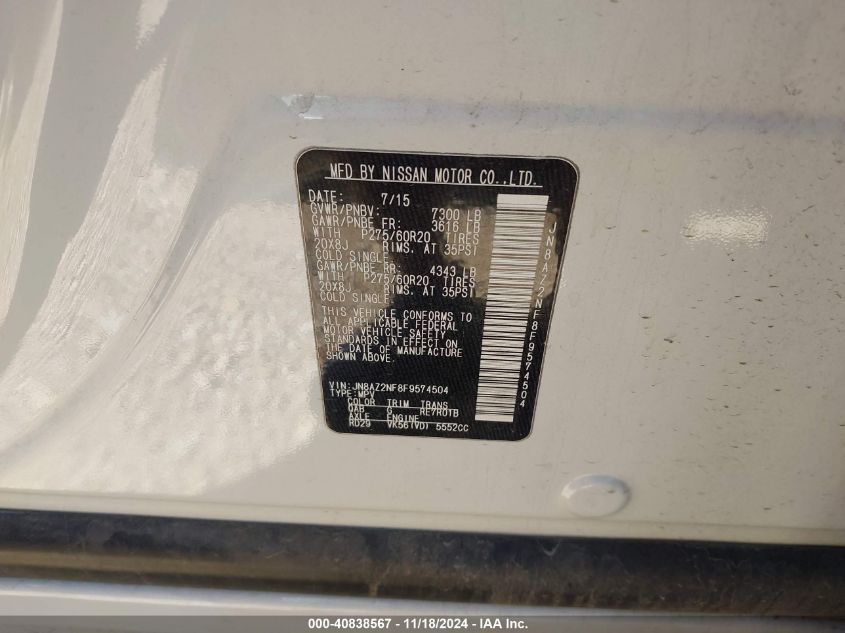 MFD BY NISSAN MOTOR CO.,LTD.
DATE: 7/15
GVWR/PNBV: 7300 LB
GAWR/PNBE FR: 3616 LB
WITH P275/60R20 TIRES
20X8J RIMS. AT 35PSI
COLD SINGLE
GAWR/PNBE RR: 4343 LB
WITH P275/60R20 TIRES
20X8J RIMS. AT 35PSI
COLD SINGLE
THIS VEHICLE CONFORMS TO
ALL APPLICABLE FEDERAL
MOTOR VEHICLE SAFETY
STANDARDS IN EFFECT ON
THE DATE OF MANUFACTURE
SHOWN ABOVE.
VIN: JN8AZ2NF8F9574504
TYPE:MPV
COLOR TRIM TRANS
QAB G RE7R01B
AXLE ENGINE
RD29 VK56(VD) 5552CC
JN8AZ2NF8F9574504
000-40838567 - 11/18/2024 - IAA Inc.